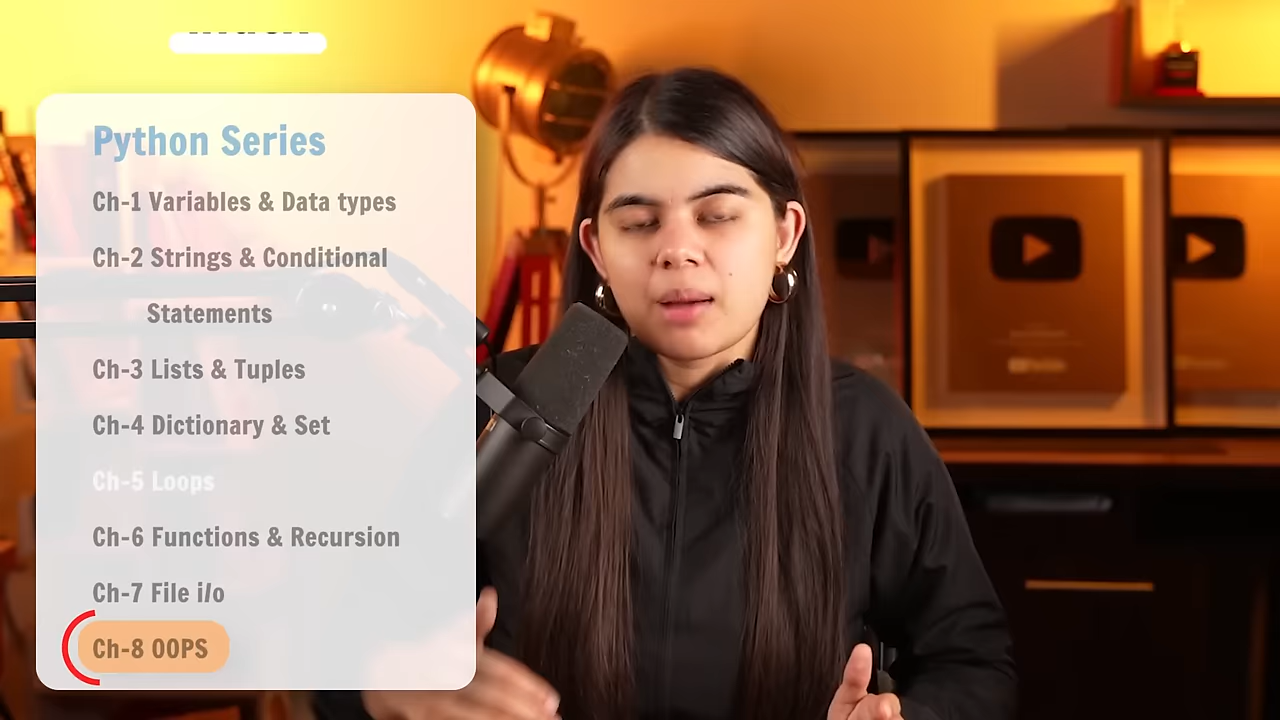 Python Series
Ch-1 Variables & Data types
Ch-2 Strings & Conditional
Statements
Ch-3 Lists & Tuples
Ch-4 Dictionary & Set
Ch-5 Loops
Ch-6 Functions & Recursion
Ch-7 File i/o
Ch-8 OOPS